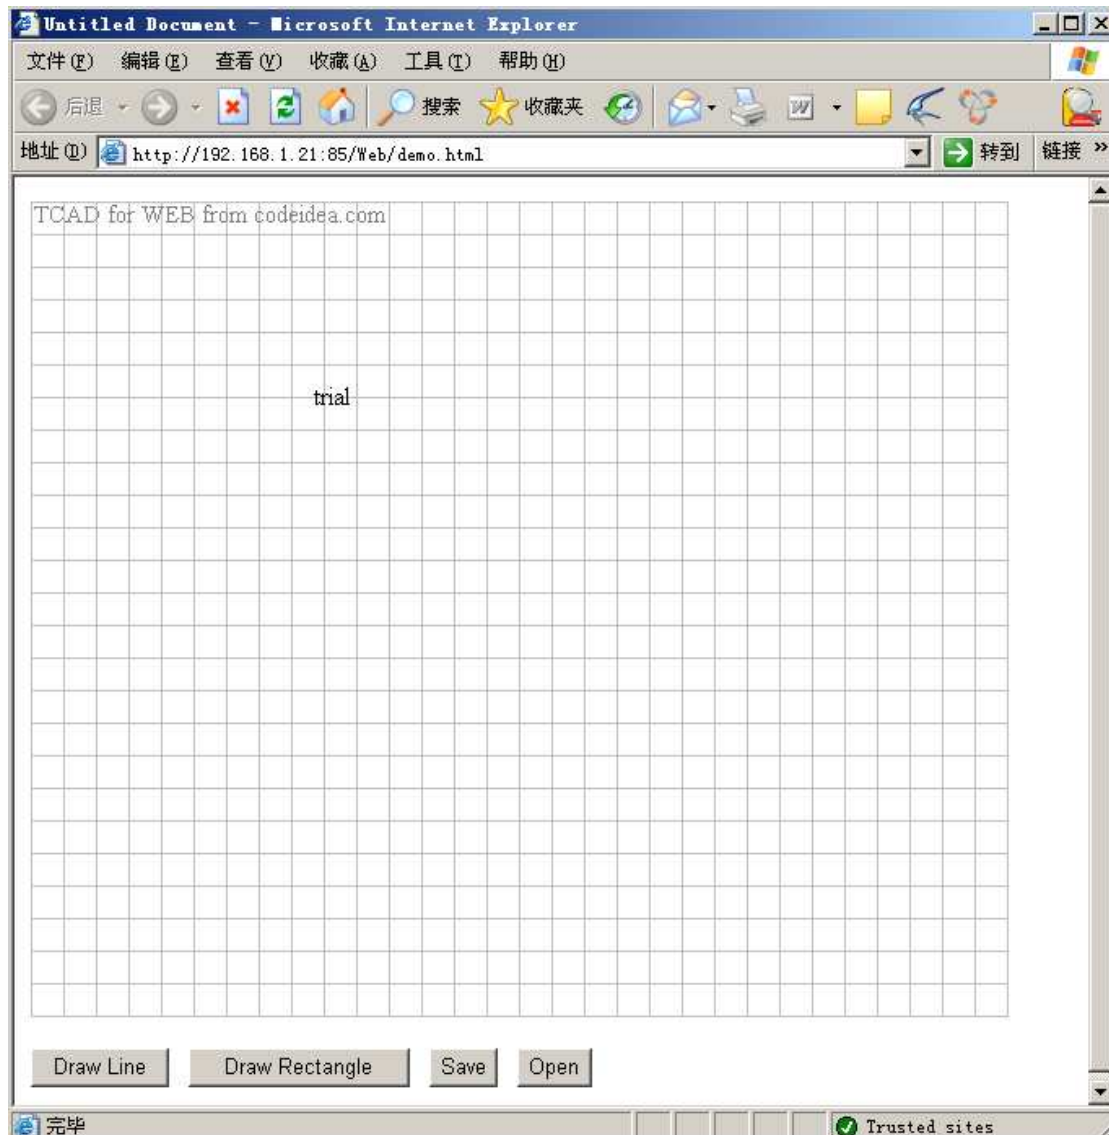 Untitled Document - Microsoft Internet Explorer
文件(F) 编辑(E) 查看(V) 收藏(A) 工具(T) 帮助(H)
后退 搜索 收藏夹 W
地址(D) http://192.168.1.21:85/Web/demo.html 转到 链接 »
TCAD for WEB from codeidea.com
trial
Draw Line Draw Rectangle Save Open
完毕 Trusted sites